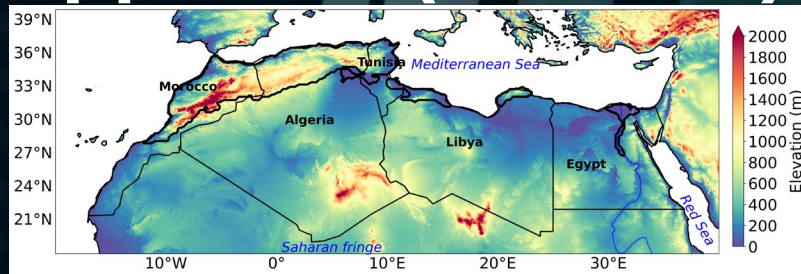 39°N
36°N
33°N
30°N
27°N
24°N
21°N
Tunisia
Mediterranean Sea
Morocco
Algeria
Libya
Egypt
Red Sea
Saharan fringe
10°W
0°
10°E
20°E
30°E
2000
1800
1600
1400
1200
1000
800
600
400
200
0
Elevation (m)